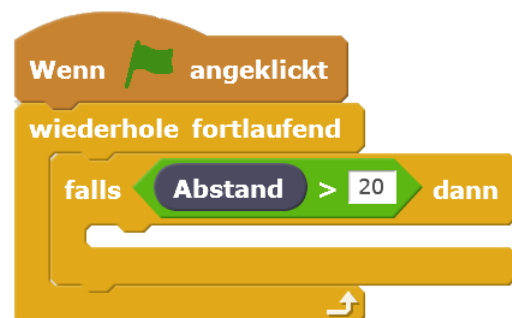 Wenn angeklickt
wiederhole fortlaufend
falls Abstand > 20 dann